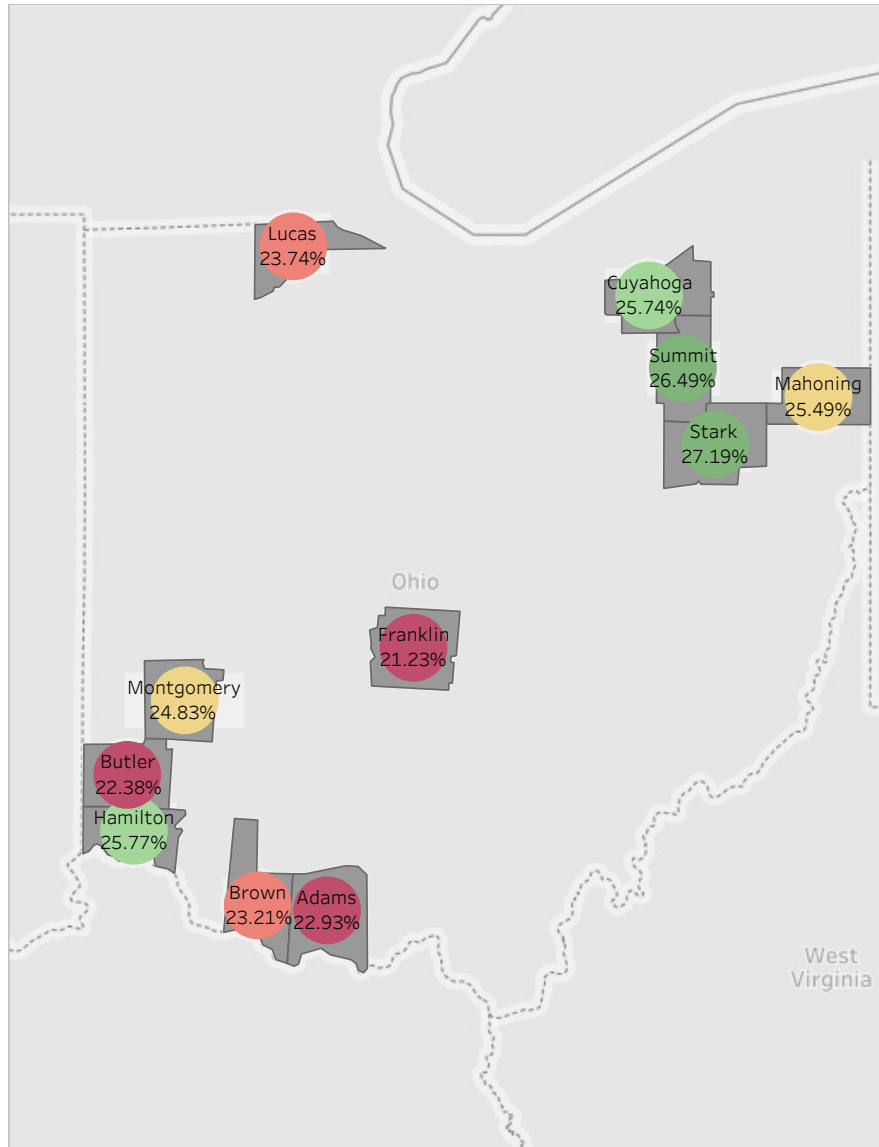 Lucas
23.74%
Cuyahoga
25.74%
Summit
26.49%
Mahoning
25.49%
Stark
27.19%
Ohio
Franklin
21.23%
Montgomery
24.83%
Butler
22.38%
Hamilton
25.77%
Brown
23.21%
Adams
22.93%
West
Virginia